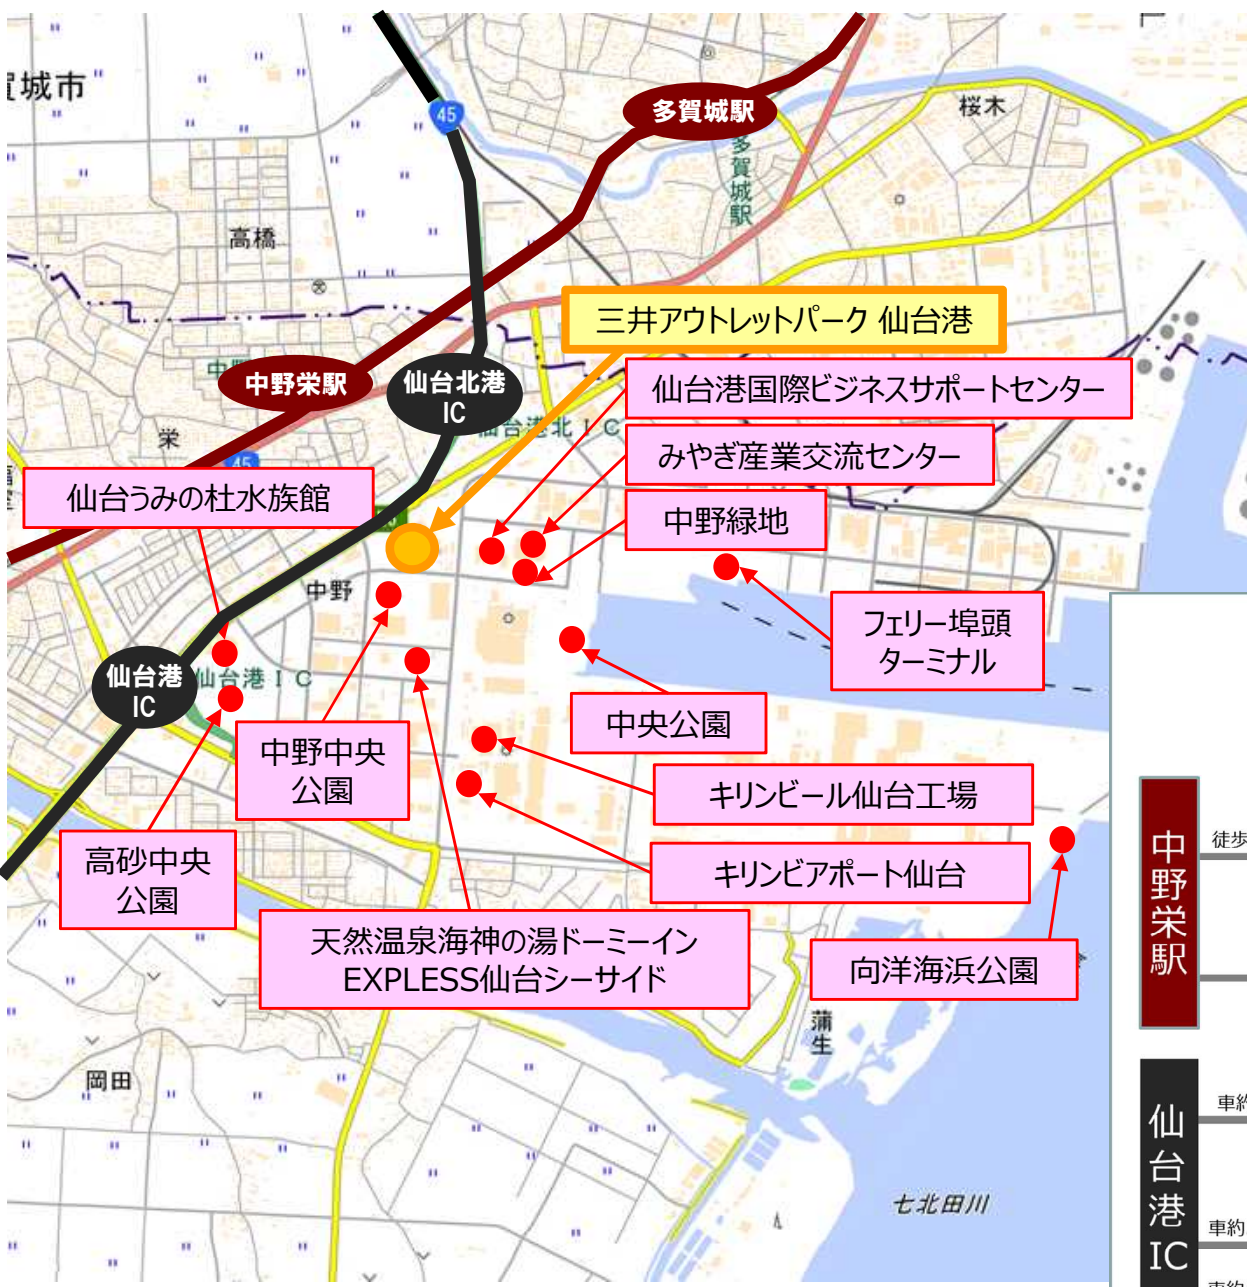 賀城市
45
多賀城駅
桜木
多賀城駅
高橋
三井アウトレットパーク 仙台港
中野栄駅
仙台北港
IC
仙台港国際ビジネスサポートセンター
仙台港北IC
栄
45
みやぎ産業交流センター
仙台うみの杜水族館
中野緑地
中野
フェリー埠頭
ターミナル
仙台港
IC
仙台港IC
中央公園
中野中央
公園
キリンビール仙台工場
高砂中央
公園
キリンビアポート仙台
天然温泉海神の湯ドーミーイン
EXPLESS仙台シーサイド
向洋海浜公園
蒲生
岡田
七北田川
中野栄駅
徒歩
仙台港IC
車約
車約
車約